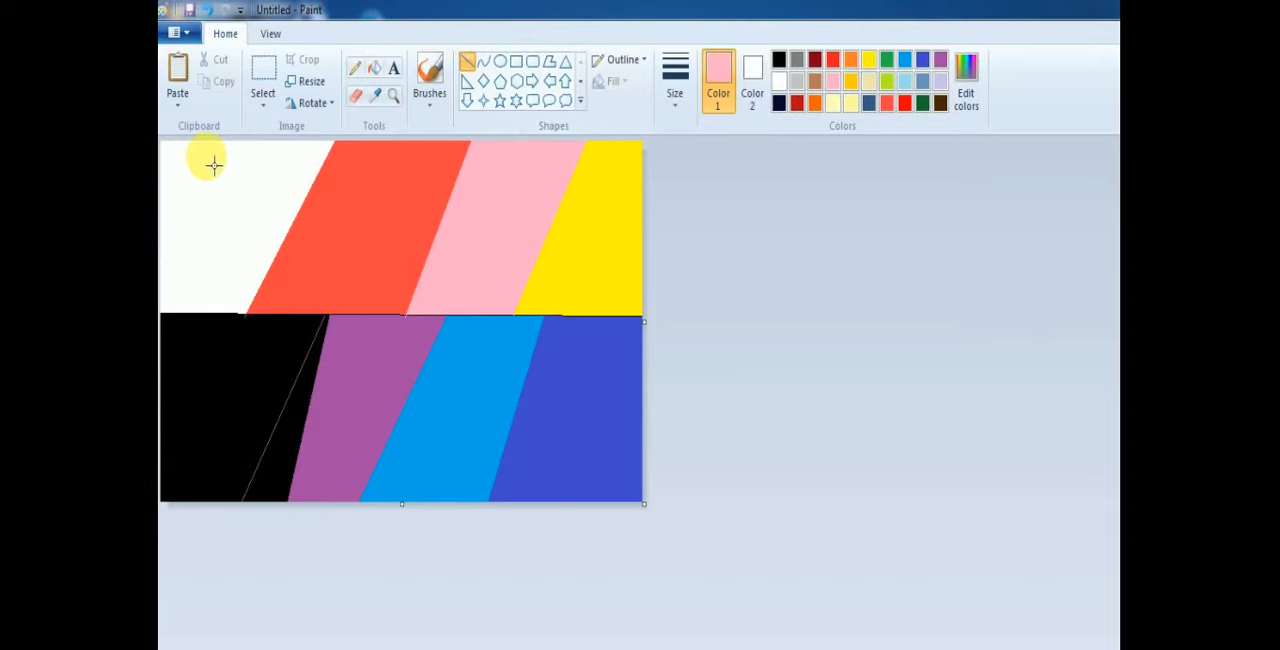 Untitled - Paint
Home View
Paste
Cut
Copy
Clipboard
Select
Crop
Resize
Rotate
Image
A
Tools
Brushes
Shapes
Outline
Fill
Size
Color 1
Color 2
Edit colors
Colors